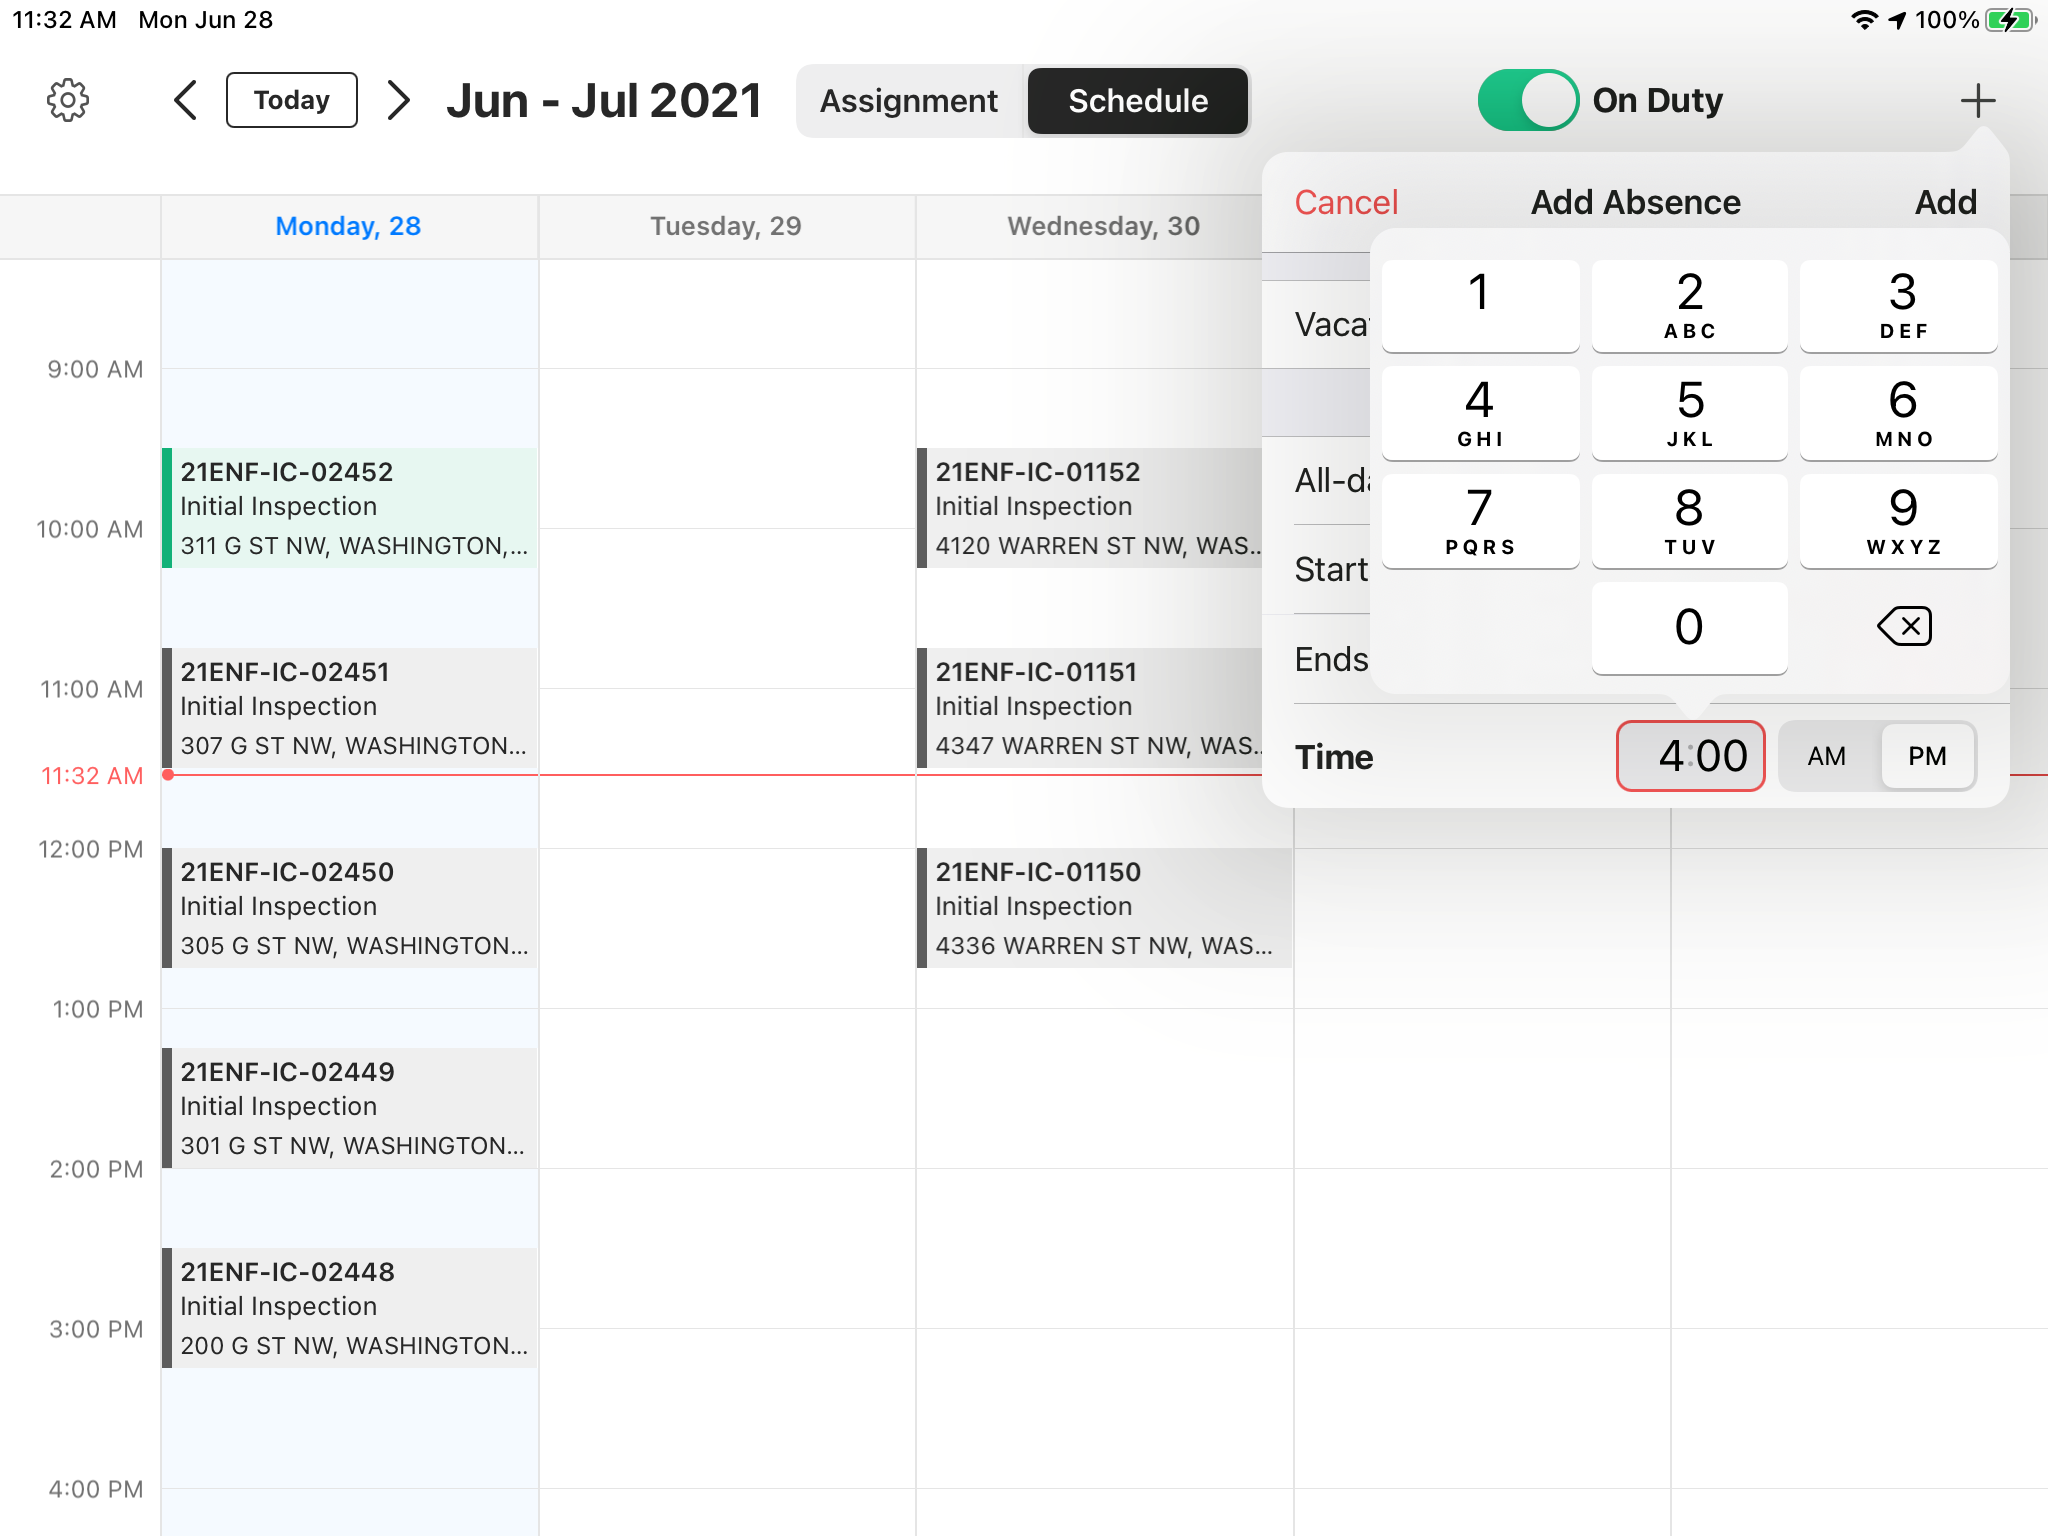 11:32 AM Mon Jun 28
100%
Today
Jun - Jul 2021
Assignment
Schedule
On Duty
Monday, 28
Tuesday, 29
Wednesday, 30
9:00 AM
10:00 AM
11:00 AM
11:32 AM
12:00 PM
1:00 PM
2:00 PM
3:00 PM
4:00 PM
21ENF-IC-02452
Initial Inspection
311 G ST NW, WASHINGTON,...
21ENF-IC-02451
Initial Inspection
307 G ST NW, WASHINGTON...
21ENF-IC-02450
Initial Inspection
305 G ST NW, WASHINGTON...
21ENF-IC-02449
Initial Inspection
301 G ST NW, WASHINGTON...
21ENF-IC-02448
Initial Inspection
200 G ST NW, WASHINGTON...
21ENF-IC-01152
Initial Inspection
4120 WARREN ST NW, WAS...
21ENF-IC-01151
Initial Inspection
4347 WARREN ST NW, WAS...
21ENF-IC-01150
Initial Inspection
4336 WARREN ST NW, WAS...
Cancel
Add Absence
Add
Vaca
All-da
Start
Ends
1
2
ABC
3
DEF
4
GHI
5
JKL
6
MNO
7
PQRS
8
TUV
9
WXYZ
0
Time
4:00
AM
PM